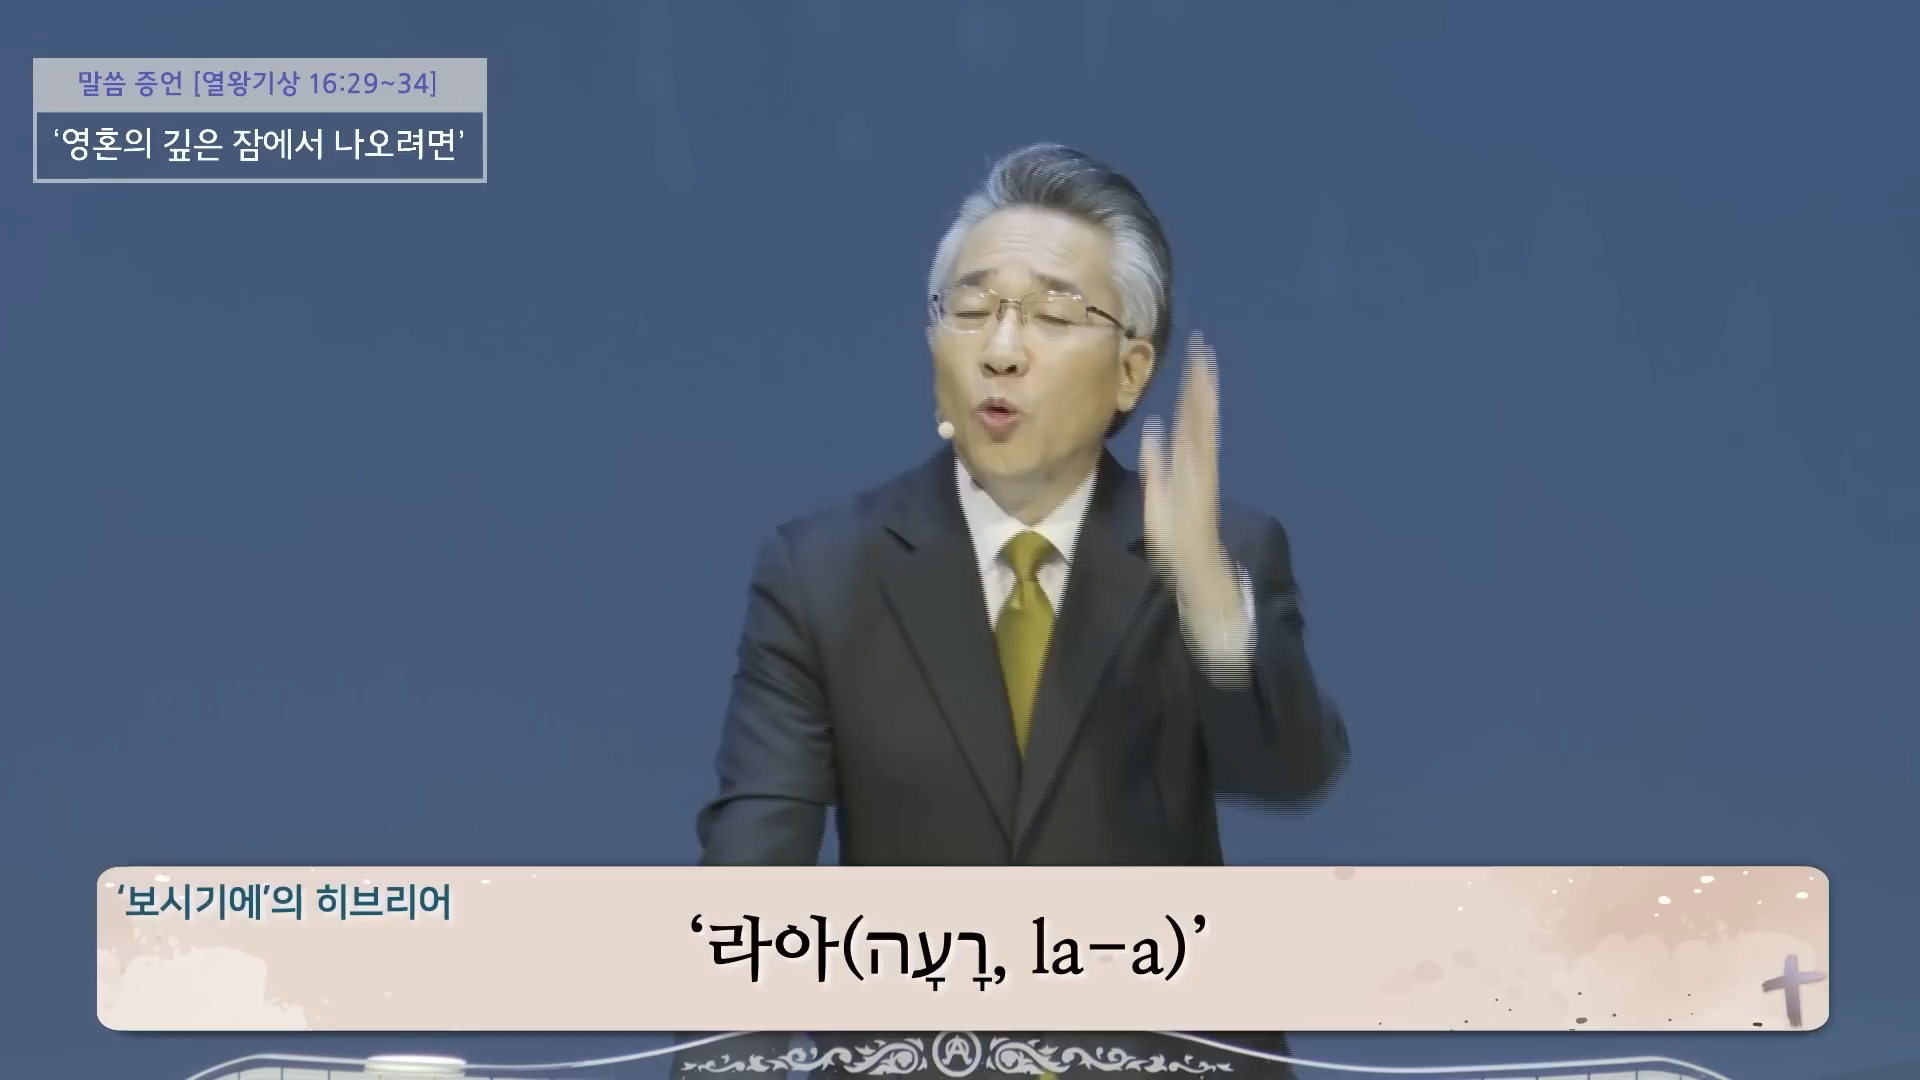 말씀 증언 [열왕기상 16:29~34]
‘영혼의 깊은 잠에서 나오려면’
‘보시기에’의 히브리어
‘라아(רָעָה, la-a)’